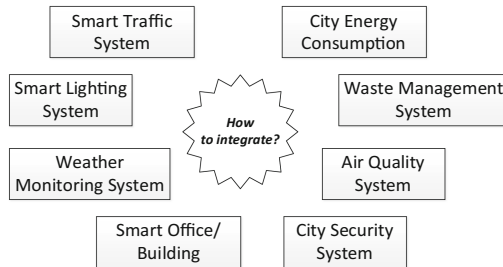 Smart Traffic
System
City Energy
Consumption
Smart Lighting
System
Waste Management
System
How
to integrate?
Weather
Monitoring System
Air Quality
System
Smart Office/
Building
City Security
System